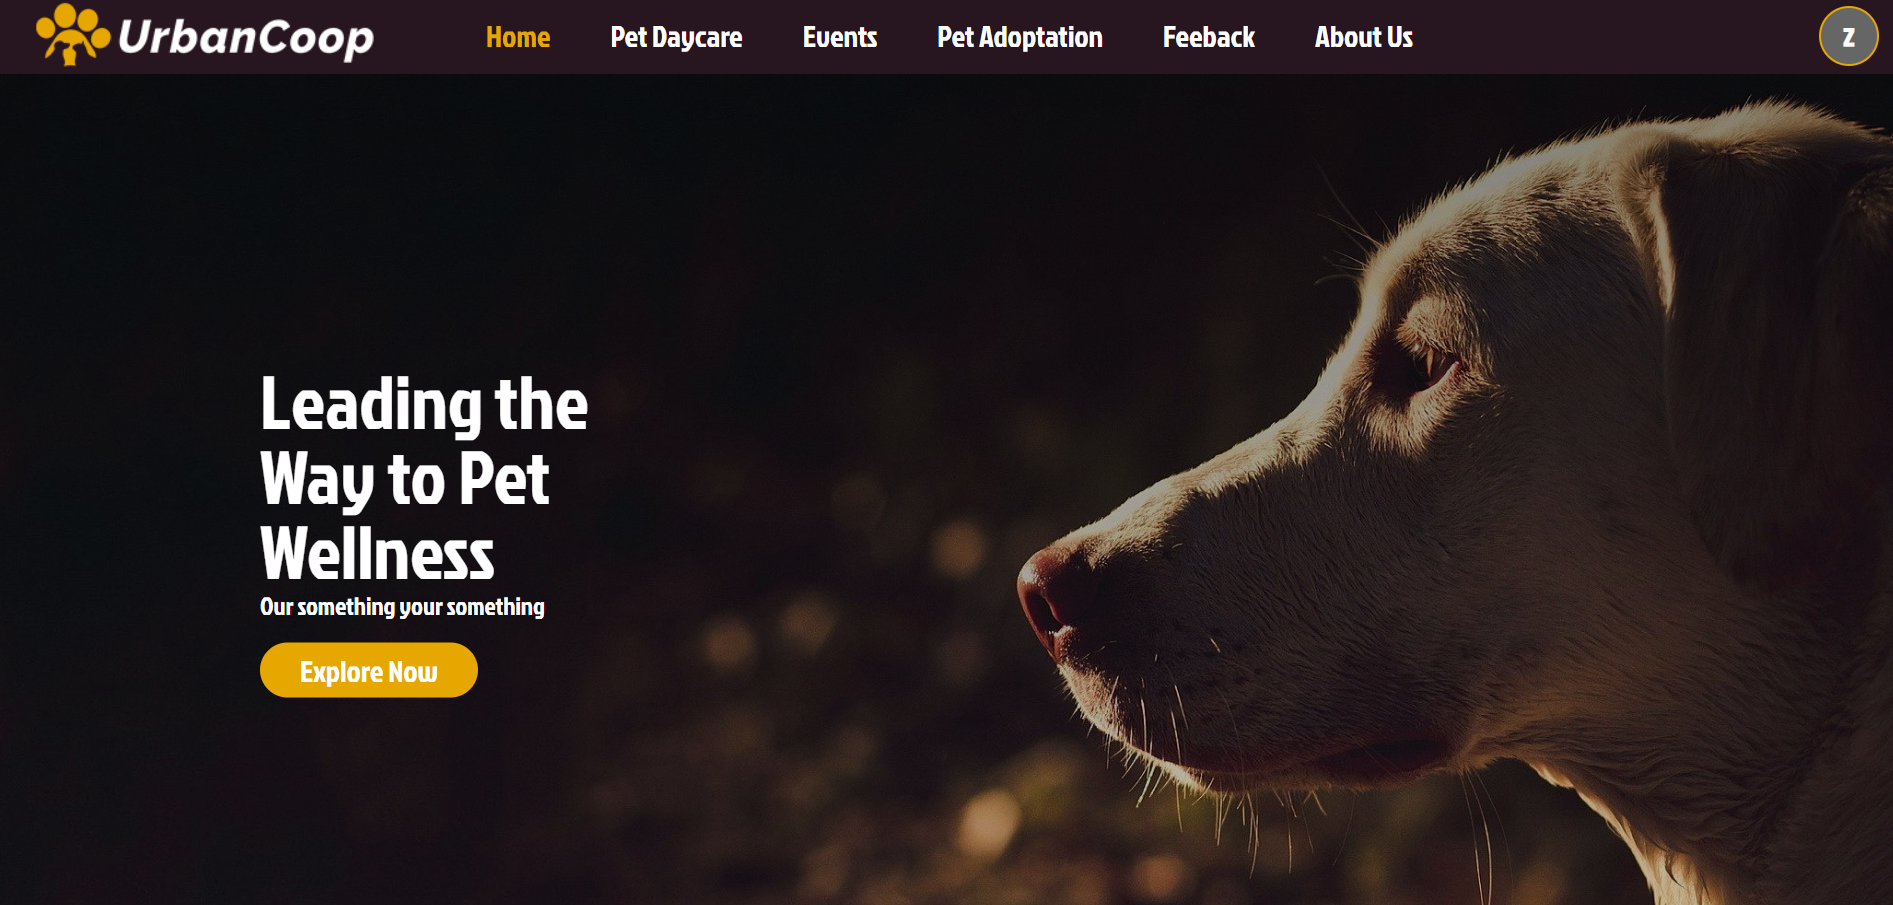 UrbanCoop
Home Pet Daycare Events Pet Adoptation Feeback About Us
Z
Leading the
Way to Pet
Wellness
Our something your something
Explore Now